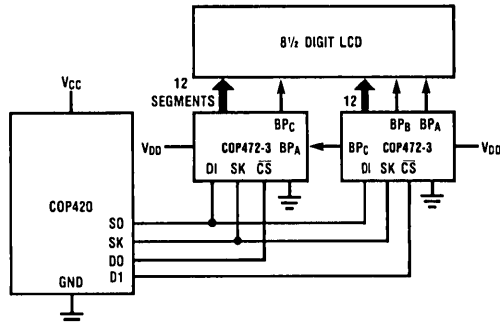 8½ DIGIT LCD
12
SEGMENTS
12
VCC
BPC
BPB BPA
VDD
COP472-3
BPA
BPC
COP472-3
VDD
DI SK CS
DI SK CS
COP420
SO
SK
DO
D1
GND